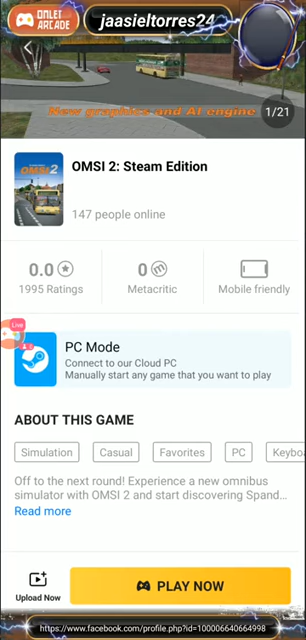 ONLET
ARCADE
jaasieltorres24
New graphics and AI engine
1/21
OMSI 2
OMSI 2: Steam Edition
147 people online
0.0
0
1995 Ratings
Metacritic
Mobile friendly
Live
PC Mode
Connect to our Cloud PC
Manually start any game that you want to play
ABOUT THIS GAME
Simulation
Casual
Favorites
PC
Keybo
Off to the next round! Experience a new omnibus
simulator with OMSI 2 and start discovering Spand...
Read more
Upload Now
PLAY NOW
https://www.facebook.com/profile.php?id=100006640664998